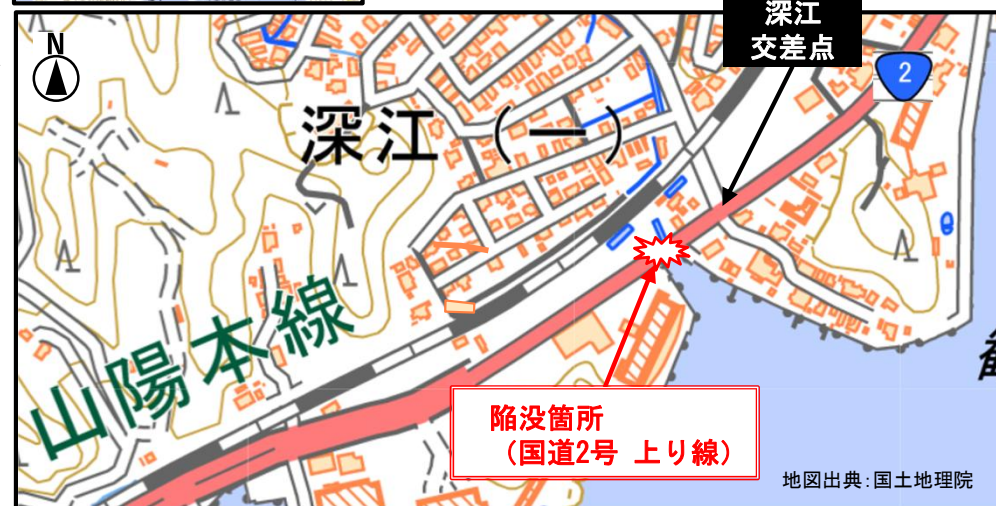 深江
交差点
N
2
深江 (一)
山陽本線
陥没箇所
(国道2号 上り線)
地図出典:国土地理院